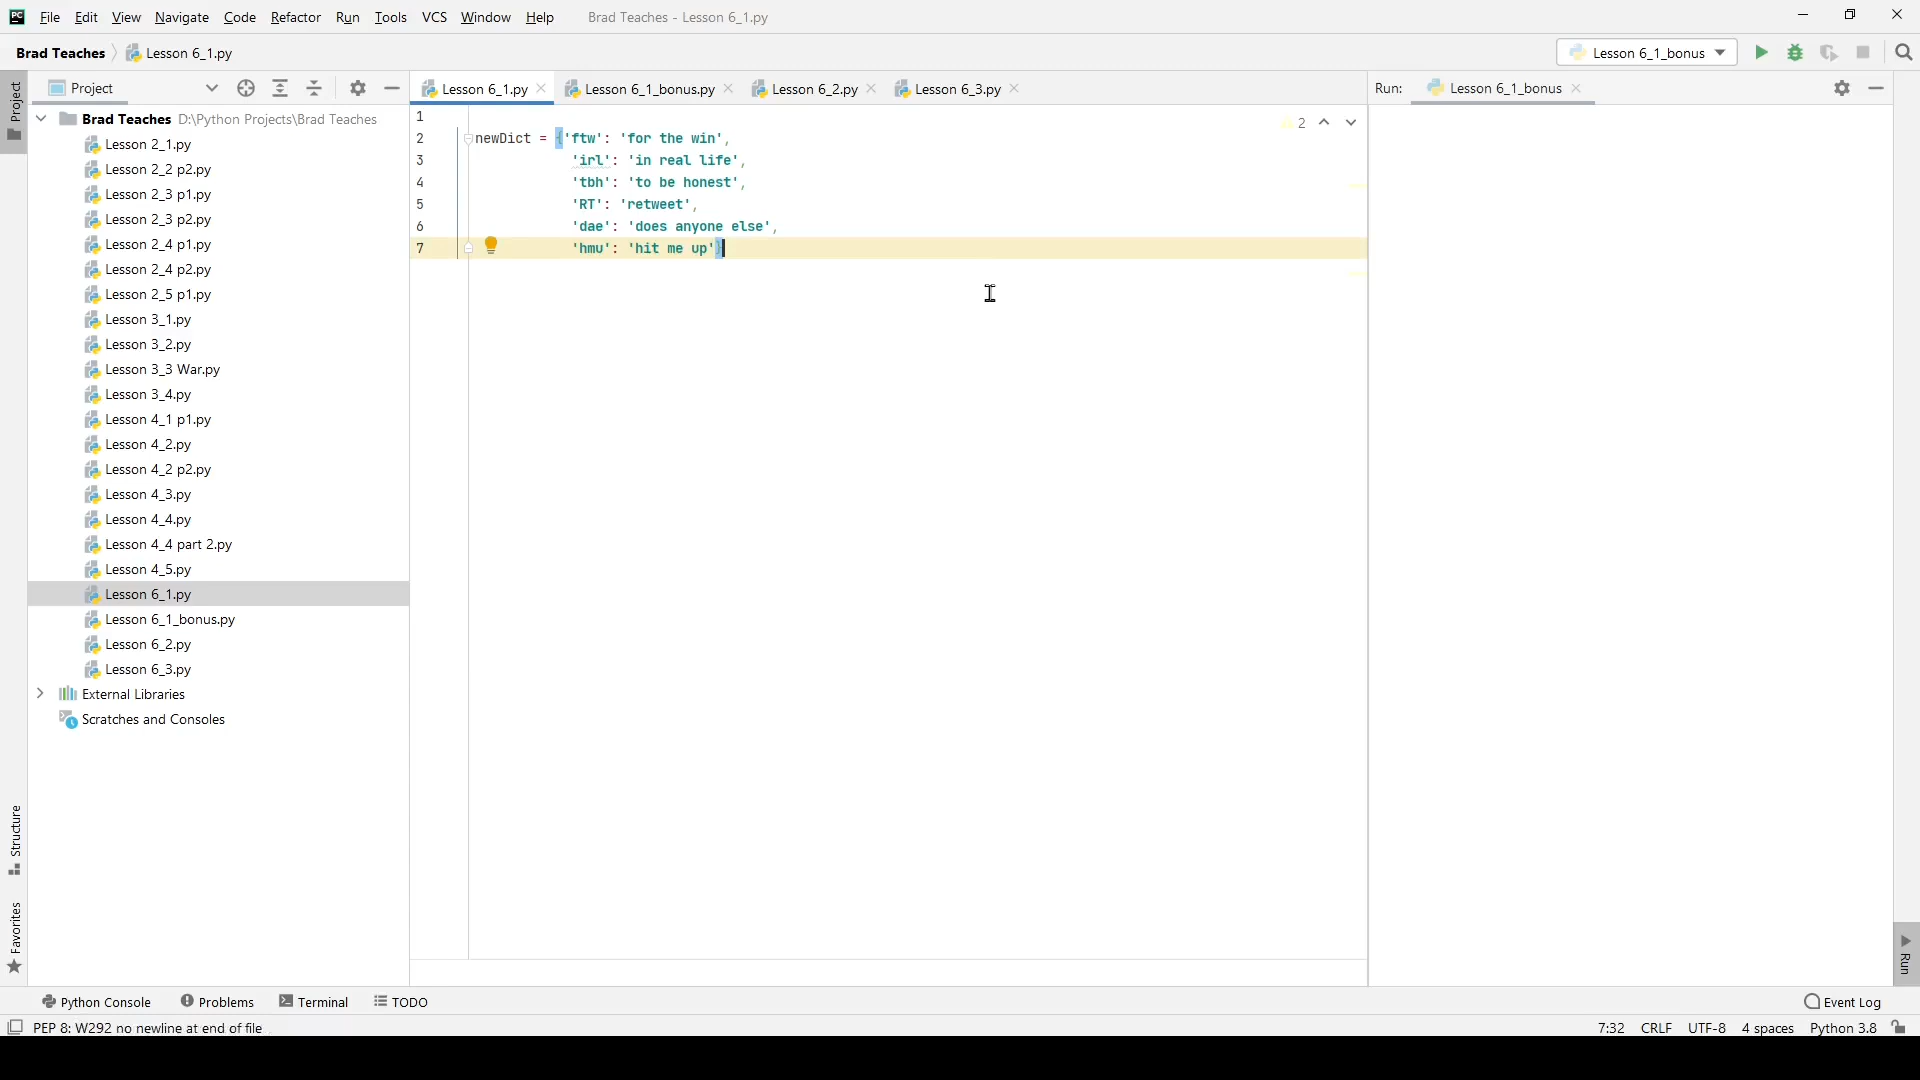 PC File Edit View Navigate Code Refactor Run Tools VCS Window Help Brad Teaches - Lesson 6_1.py
Brad Teaches Lesson 6_1.py Lesson 6_1_bonus
Project Lesson 6_1.py Lesson 6_1_bonus.py Lesson 6_2.py Lesson 6_3.py Run: Lesson 6_1_bonus
Project
Brad Teaches D:\Python Projects\Brad Teaches
Lesson 2_1.py
Lesson 2_2 p2.py
Lesson 2_3 p1.py
Lesson 2_3 p2.py
Lesson 2_4 p1.py
Lesson 2_4 p2.py
Lesson 2_5 p1.py
Lesson 3_1.py
Lesson 3_2.py
Lesson 3_3 War.py
Lesson 3_4.py
Lesson 4_1 p1.py
Lesson 4_2.py
Lesson 4_2 p2.py
Lesson 4_3.py
Lesson 4_4.py
Lesson 4_4 part 2.py
Lesson 4_5.py
Lesson 6_1.py
Lesson 6_1_bonus.py
Lesson 6_2.py
Lesson 6_3.py
External Libraries
Scratches and Consoles
1
2 newDict = {'ftw': 'for the win',
3 'irl': 'in real life',
4 'tbh': 'to be honest',
5 'RT': 'retweet',
6 'dae': 'does anyone else',
7 'hmu': 'hit me up'}
2
Structure
Favorites
Run
Python Console Problems Terminal TODO Event Log
PEP 8: W292 no newline at end of file 7:32 CRLF UTF-8 4 spaces Python 3.8